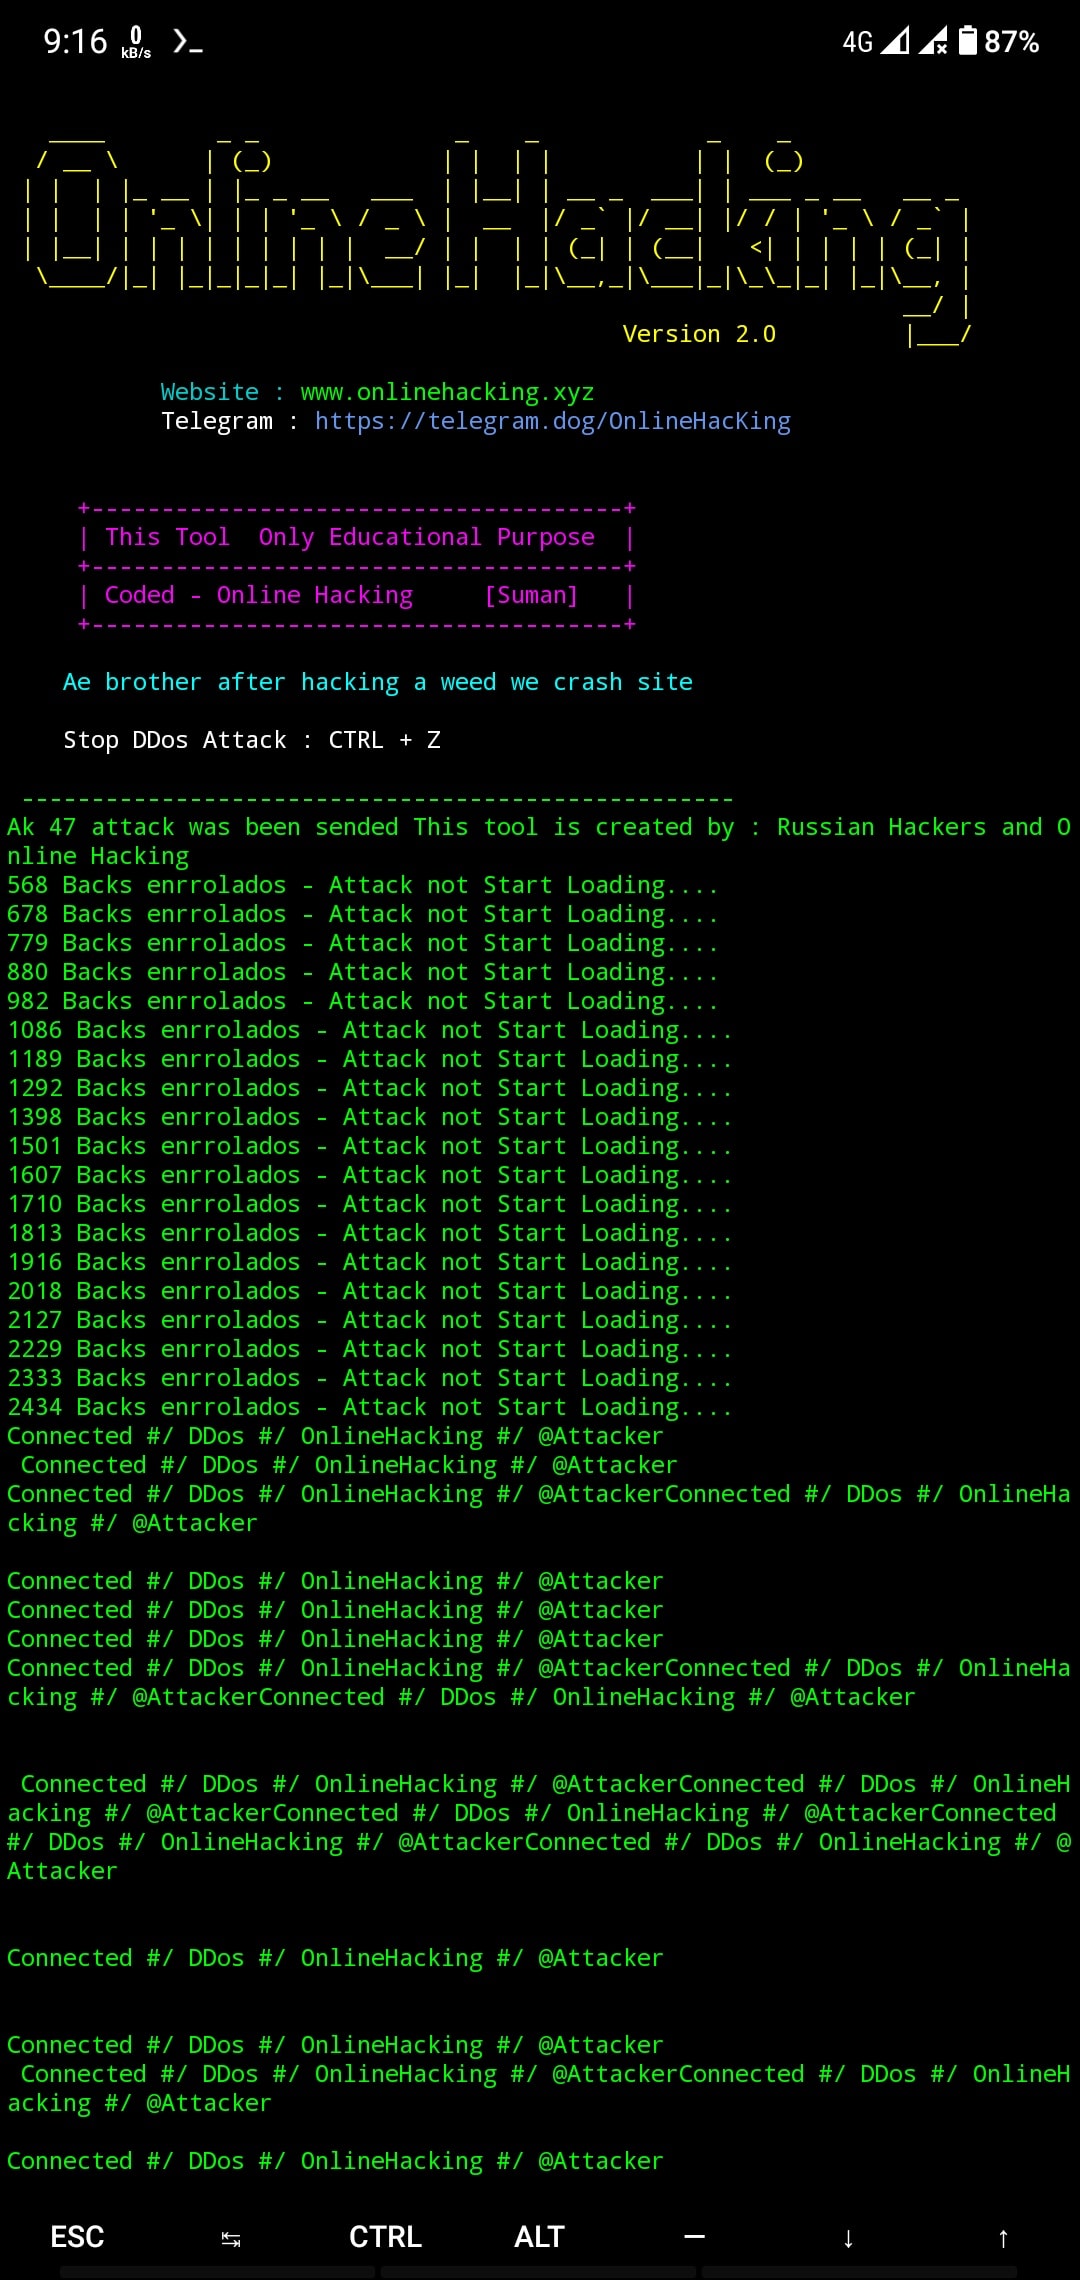 9:16 0 kB/s 4G 87%
OnlineHacking
Version 2.0
Website : www.onlinehacking.xyz
Telegram : https://telegram.dog/OnlineHacKing
+--------------------------------------+
| This Tool  Only Educational Purpose  |
+--------------------------------------+
| Coded - Online Hacking     [Suman]   |
+--------------------------------------+
Ae brother after hacking a weed we crash site
Stop DDos Attack : CTRL + Z
---------------------------------------------------
Ak 47 attack was been sended This tool is created by : Russian Hackers and O
nline Hacking
568 Backs enrrolados - Attack not Start Loading....
678 Backs enrrolados - Attack not Start Loading....
779 Backs enrrolados - Attack not Start Loading....
880 Backs enrrolados - Attack not Start Loading....
982 Backs enrrolados - Attack not Start Loading....
1086 Backs enrrolados - Attack not Start Loading....
1189 Backs enrrolados - Attack not Start Loading....
1292 Backs enrrolados - Attack not Start Loading....
1398 Backs enrrolados - Attack not Start Loading....
1501 Backs enrrolados - Attack not Start Loading....
1607 Backs enrrolados - Attack not Start Loading....
1710 Backs enrrolados - Attack not Start Loading....
1813 Backs enrrolados - Attack not Start Loading....
1916 Backs enrrolados - Attack not Start Loading....
2018 Backs enrrolados - Attack not Start Loading....
2127 Backs enrrolados - Attack not Start Loading....
2229 Backs enrrolados - Attack not Start Loading....
2333 Backs enrrolados - Attack not Start Loading....
2434 Backs enrrolados - Attack not Start Loading....
Connected #/ DDos #/ OnlineHacking #/ @Attacker
Connected #/ DDos #/ OnlineHacking #/ @Attacker
Connected #/ DDos #/ OnlineHacking #/ @AttackerConnected #/ DDos #/ OnlineHa
cking #/ @Attacker
Connected #/ DDos #/ OnlineHacking #/ @Attacker
Connected #/ DDos #/ OnlineHacking #/ @Attacker
Connected #/ DDos #/ OnlineHacking #/ @Attacker
Connected #/ DDos #/ OnlineHacking #/ @AttackerConnected #/ DDos #/ OnlineHa
cking #/ @AttackerConnected #/ DDos #/ OnlineHacking #/ @Attacker
Connected #/ DDos #/ OnlineHacking #/ @AttackerConnected #/ DDos #/ OnlineH
acking #/ @AttackerConnected #/ DDos #/ OnlineHacking #/ @AttackerConnected
#/ DDos #/ OnlineHacking #/ @AttackerConnected #/ DDos #/ OnlineHacking #/ @
Attacker
Connected #/ DDos #/ OnlineHacking #/ @Attacker
Connected #/ DDos #/ OnlineHacking #/ @Attacker
Connected #/ DDos #/ OnlineHacking #/ @AttackerConnected #/ DDos #/ OnlineH
acking #/ @Attacker
Connected #/ DDos #/ OnlineHacking #/ @Attacker
ESC ↹ CTRL ALT — ↓ ↑